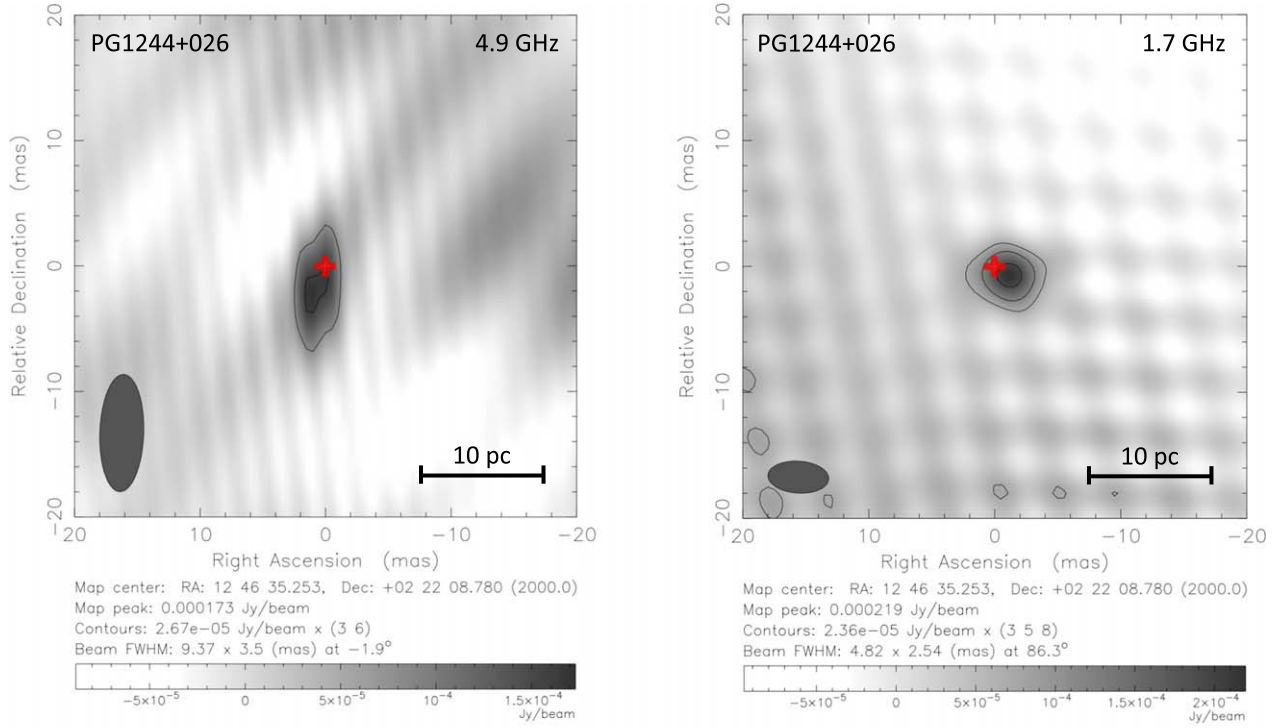 PG1244+026 4.9 GHz
20
10
0
−10
−20
Relative Declination (mas)
10 pc
20 10 0 −10 −20
Right Ascension (mas)
Map center: RA: 12 46 35.253, Dec: +02 22 08.780 (2000.0)
Map peak: 0.000173 Jy/beam
Contours: 2.67e−05 Jy/beam x (3 6)
Beam FWHM: 9.37 x 3.5 (mas) at −1.9°
−5×10⁻⁵ 0 5×10⁻⁵ 10⁻⁴ 1.5×10⁻⁴
Jy/beam
PG1244+026 1.7 GHz
20
10
0
−10
−20
Relative Declination (mas)
10 pc
20 10 0 −10 −20
Right Ascension (mas)
Map center: RA: 12 46 35.253, Dec: +02 22 08.780 (2000.0)
Map peak: 0.000219 Jy/beam
Contours: 2.36e−05 Jy/beam x (3 5 8)
Beam FWHM: 4.82 x 2.54 (mas) at 86.3°
−5×10⁻⁵ 0 5×10⁻⁵ 10⁻⁴ 1.5×10⁻⁴ 2×10⁻⁴
Jy/beam